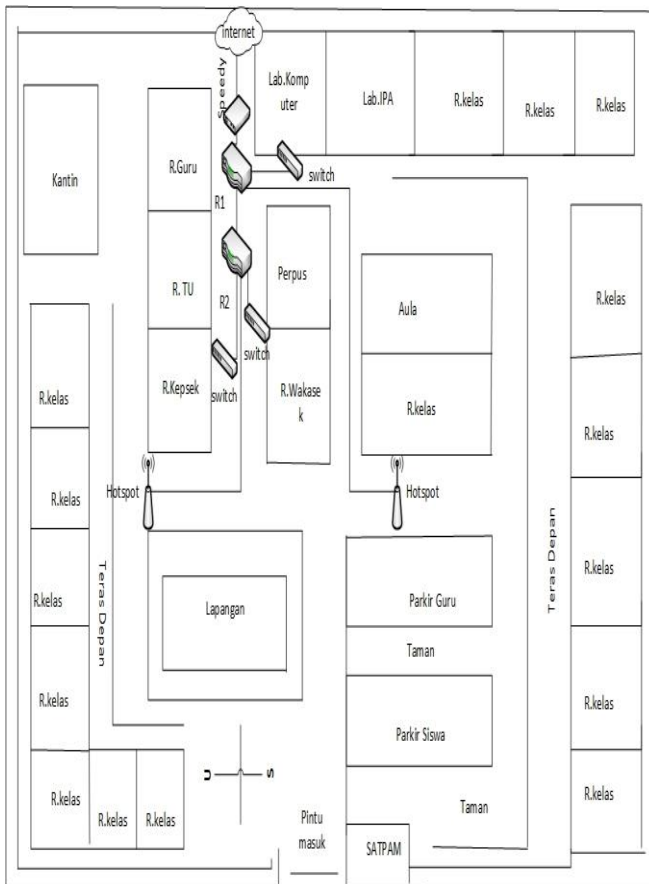 internet
Speedy
Lab.Komp
uter
Lab.IPA
R.kelas
R.kelas
R.kelas
Kantin
R.Guru
switch
R1
R. TU
R2
Perpus
Aula
R.kelas
switch
R.Kepsek
switch
R.Wakase
k
R.kelas
R.kelas
R.kelas
Hotspot
Hotspot
R.kelas
Teras Depan
R.kelas
Teras Depan
R.kelas
Lapangan
Parkir Guru
Taman
R.kelas
R.kelas
Parkir Siswa
U
S
R.kelas
R.kelas
R.kelas
Pintu
masuk
Taman
R.kelas
SATPAM